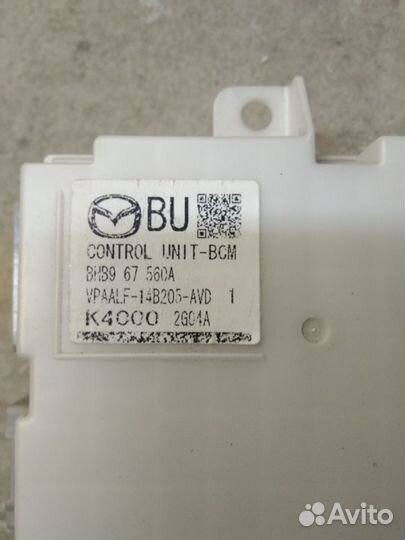 BU
CONTROL UNIT-BCM
BHB9 67 560A
VPAALF-14B205-AVD 1
K4000 2G04A
Avito